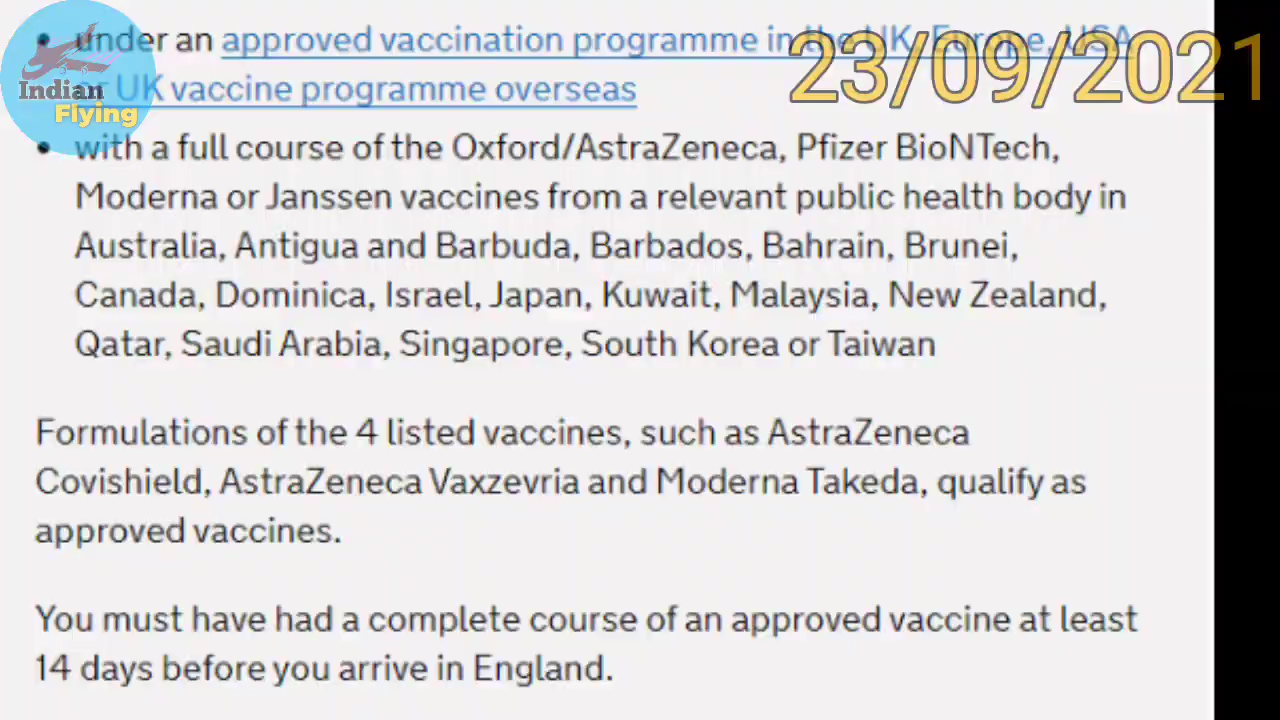 under an approved vaccination programme in the UK, Europe, USA
or UK vaccine programme overseas
23/09/2021
Indian
Flying
with a full course of the Oxford/AstraZeneca, Pfizer BioNTech,
Moderna or Janssen vaccines from a relevant public health body in
Australia, Antigua and Barbuda, Barbados, Bahrain, Brunei,
Canada, Dominica, Israel, Japan, Kuwait, Malaysia, New Zealand,
Qatar, Saudi Arabia, Singapore, South Korea or Taiwan
Formulations of the 4 listed vaccines, such as AstraZeneca
Covishield, AstraZeneca Vaxzevria and Moderna Takeda, qualify as
approved vaccines.
You must have had a complete course of an approved vaccine at least
14 days before you arrive in England.